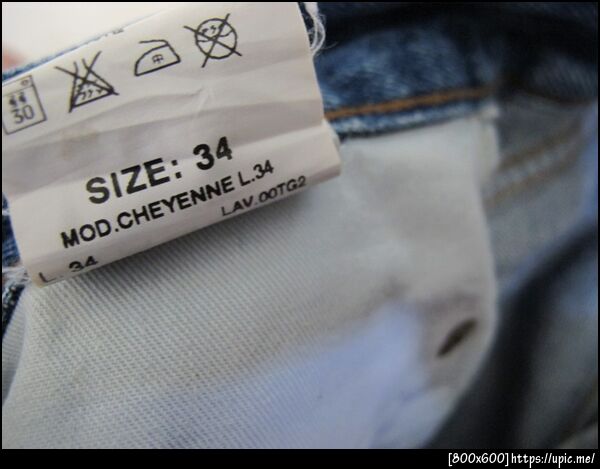 30
SIZE: 34
MOD.CHEYENNE L.34
LAV.00TG2
L. 34
[800x600]https://upic.me/